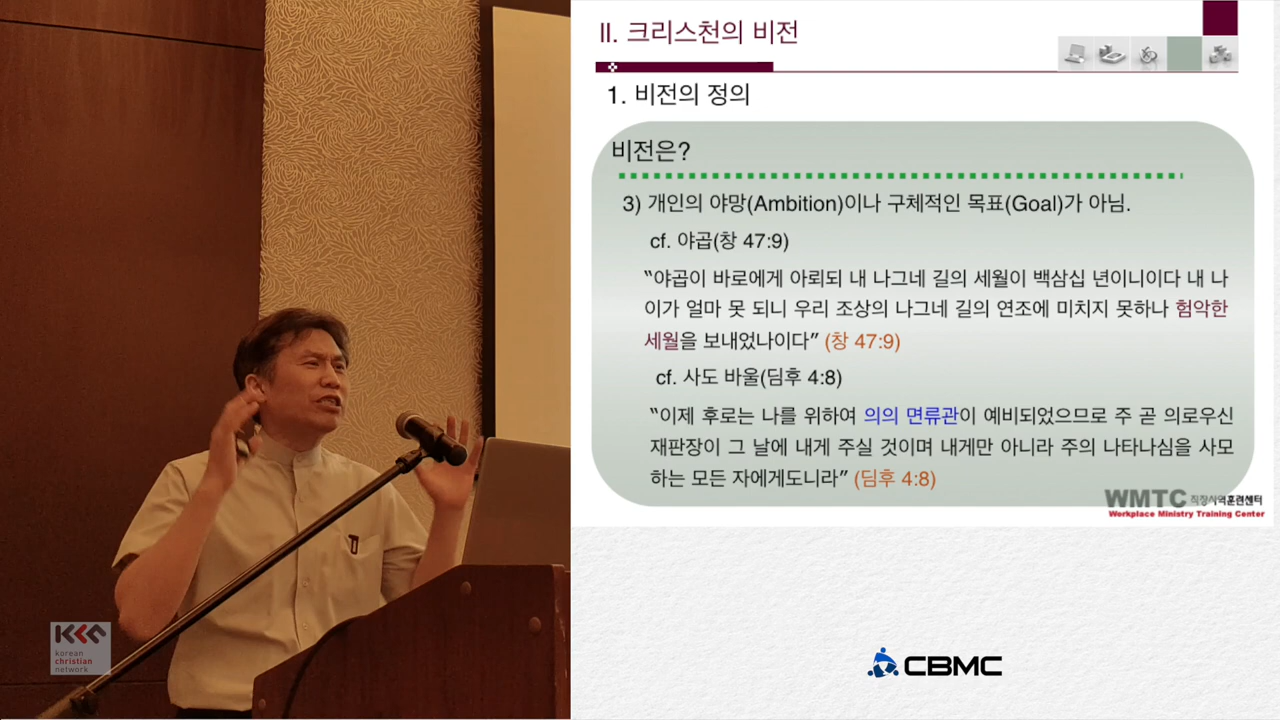 II. 크리스천의 비전
1. 비전의 정의
비전은?
3) 개인의 야망(Ambition)이나 구체적인 목표(Goal)가 아님.
cf. 야곱(창 47:9)
“야곱이 바로에게 아뢰되 내 나그네 길의 세월이 백삼십 년이니이다 내 나
이가 얼마 못 되니 우리 조상의 나그네 길의 연조에 미치지 못하나 험악한
세월을 보내었나이다” (창 47:9)
cf. 사도 바울(딤후 4:8)
“이제 후로는 나를 위하여 의의 면류관이 예비되었으므로 주 곧 의로우신
재판장이 그 날에 내게 주실 것이며 내게만 아니라 주의 나타나심을 사모
하는 모든 자에게도니라” (딤후 4:8)
WMTC 직장사역훈련센터
Workplace Ministry Training Center
CBMC
kcn
korean
christian
network